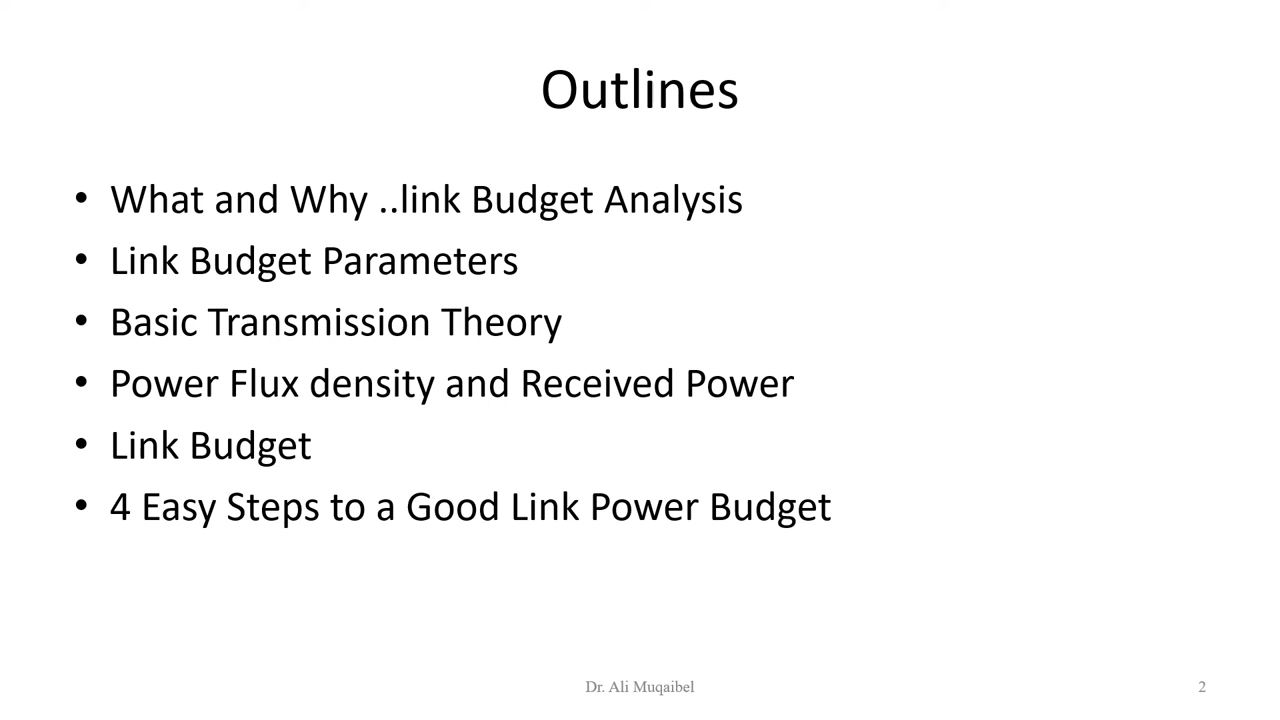 Outlines
• What and Why ..link Budget Analysis
• Link Budget Parameters
• Basic Transmission Theory
• Power Flux density and Received Power
• Link Budget
• 4 Easy Steps to a Good Link Power Budget
Dr. Ali Muqaibel
2